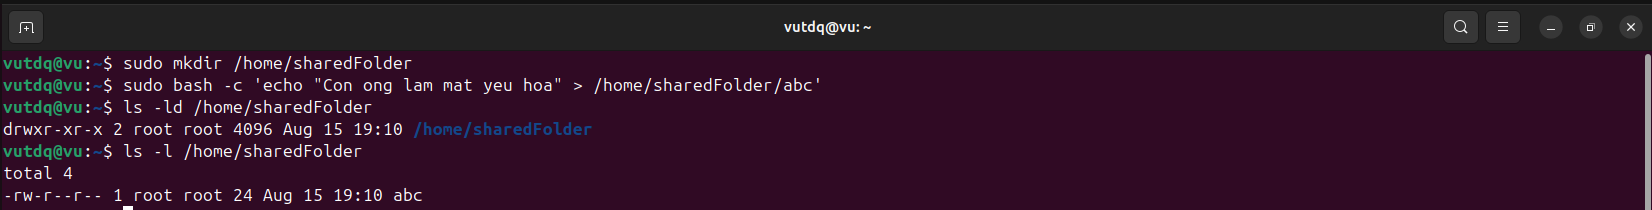 vutdq@vu: ~
vutdq@vu:~$ sudo mkdir /home/sharedFolder
vutdq@vu:~$ sudo bash -c 'echo "Con ong lam mat yeu hoa" > /home/sharedFolder/abc'
vutdq@vu:~$ ls -ld /home/sharedFolder
drwxr-xr-x 2 root root 4096 Aug 15 19:10 /home/sharedFolder
vutdq@vu:~$ ls -l /home/sharedFolder
total 4
-rw-r--r-- 1 root root 24 Aug 15 19:10 abc